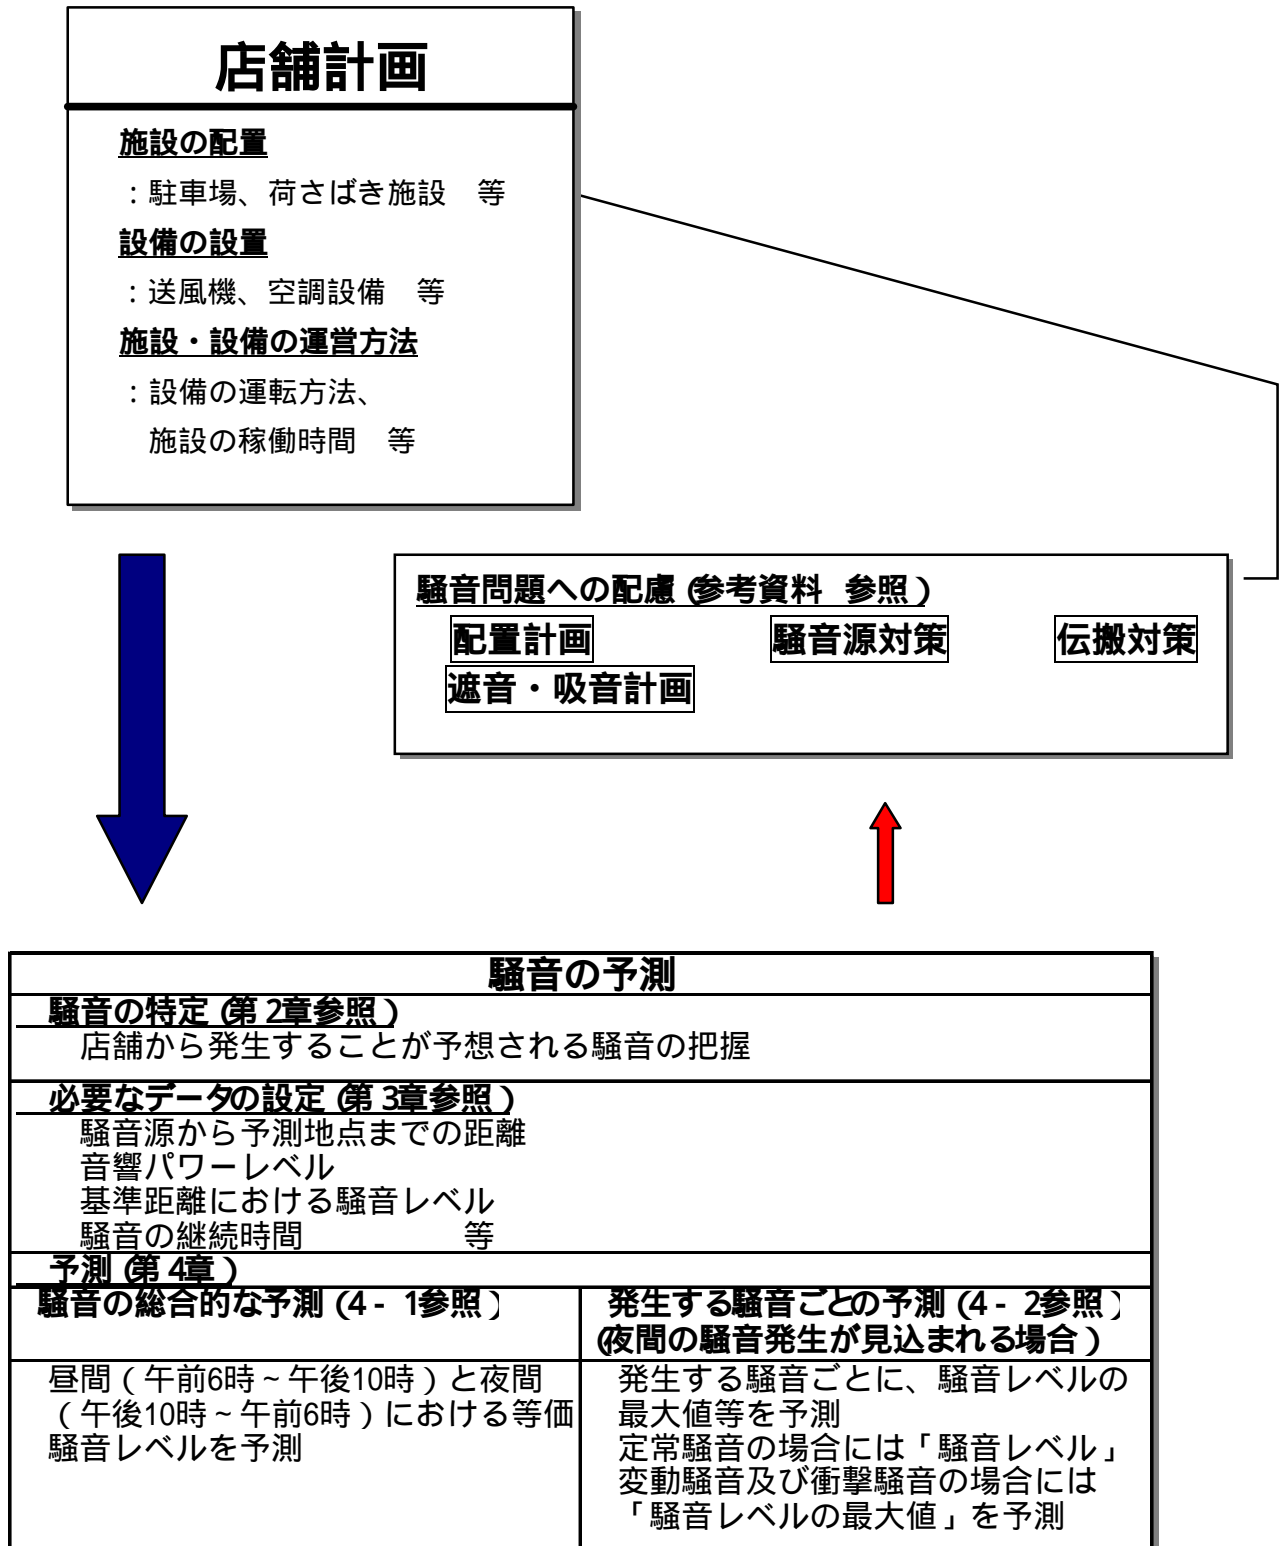 店舗計画
施設の配置
：駐車場、荷さばき施設　等
設備の設置
：送風機、空調設備　等
施設・設備の運営方法
：設備の運転方法、
施設の稼働時間　等
騒音問題への配慮（参考資料　参照）
配置計画　騒音源対策　伝搬対策
遮音・吸音計画
騒音の予測
騒音の特定（第2章参照）
店舗から発生することが予想される騒音の把握
必要なデータの設定（第3章参照）
騒音源から予測地点までの距離
音響パワーレベル
基準距離における騒音レベル
騒音の継続時間　等
予測（第4章）
騒音の総合的な予測（4-1参照）
昼間（午前6時~午後10時）と夜間
（午後10時~午前6時）における等価
騒音レベルを予測
発生する騒音ごとの予測（4-2参照）
（夜間の騒音発生が見込まれる場合）
発生する騒音ごとに、騒音レベルの
最大値等を予測
定常騒音の場合には「騒音レベル」
変動騒音及び衝撃騒音の場合には
「騒音レベルの最大値」を予測